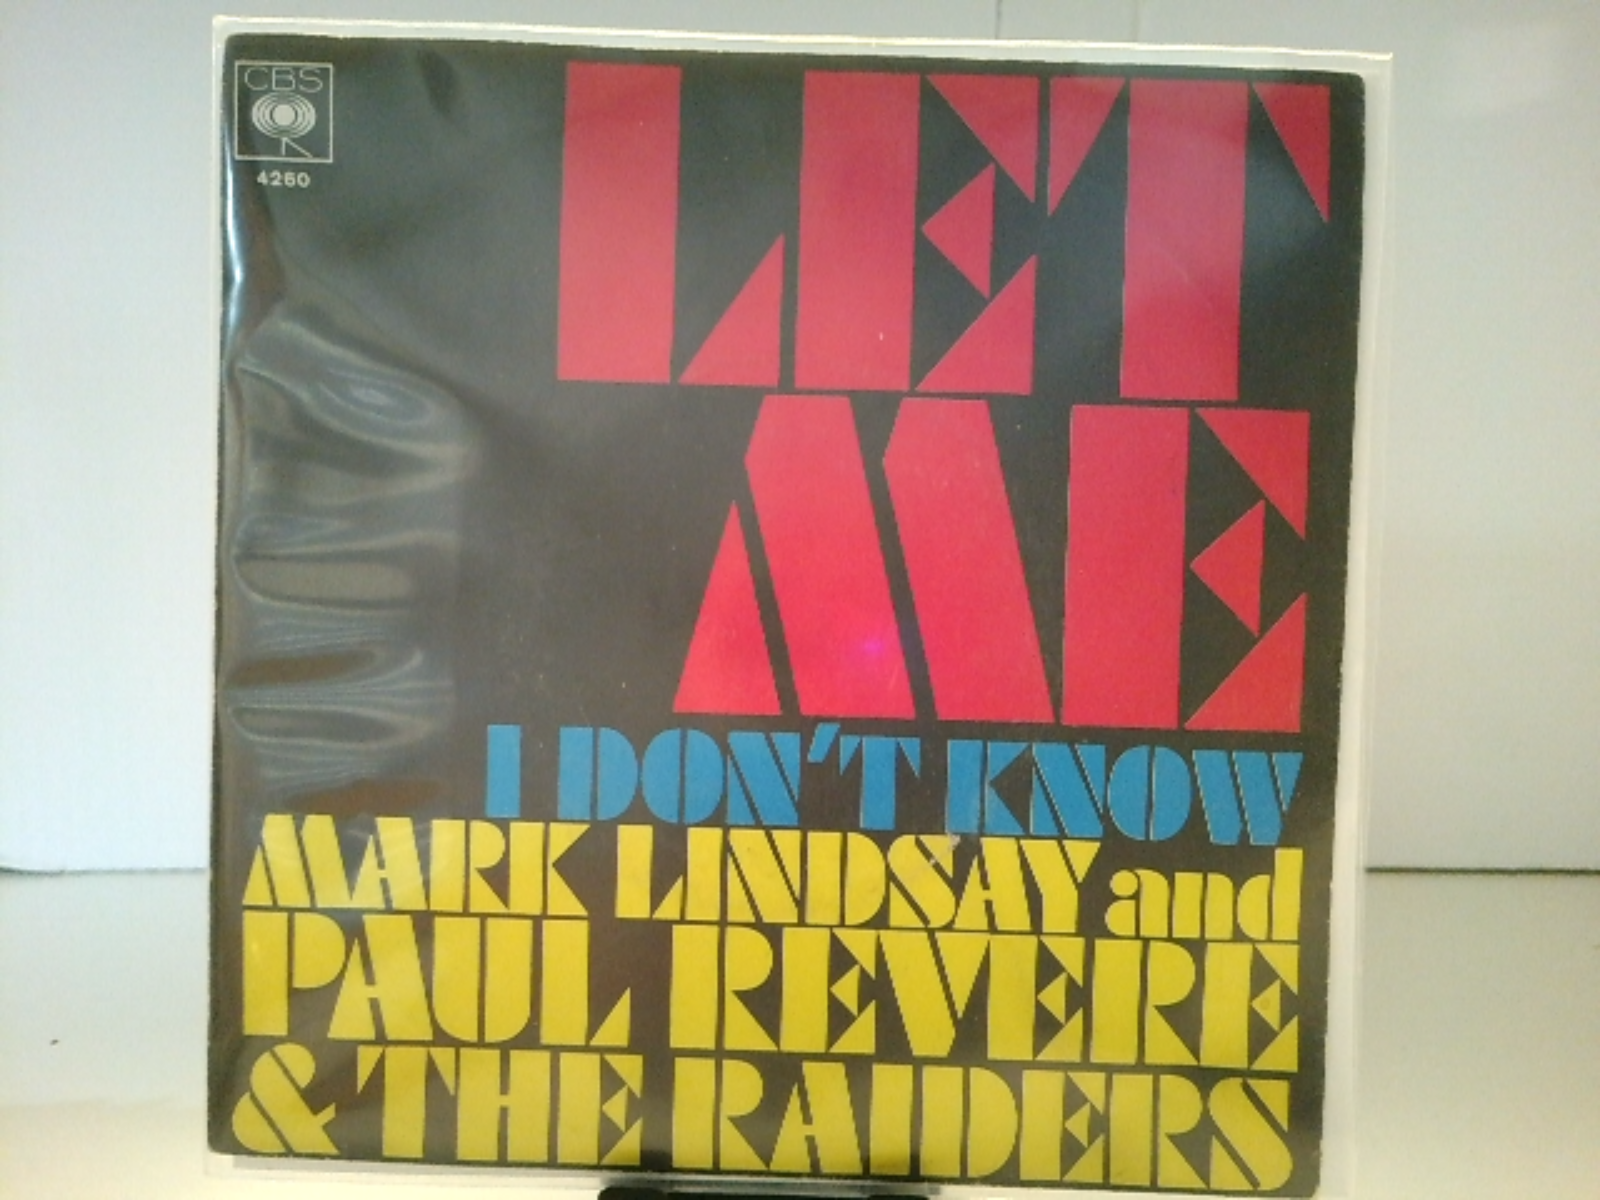 CBS
4260
LET
ME
I DON'T KNOW
MARK LINDSAY and
PAUL REVERE
& THE RAIDERS